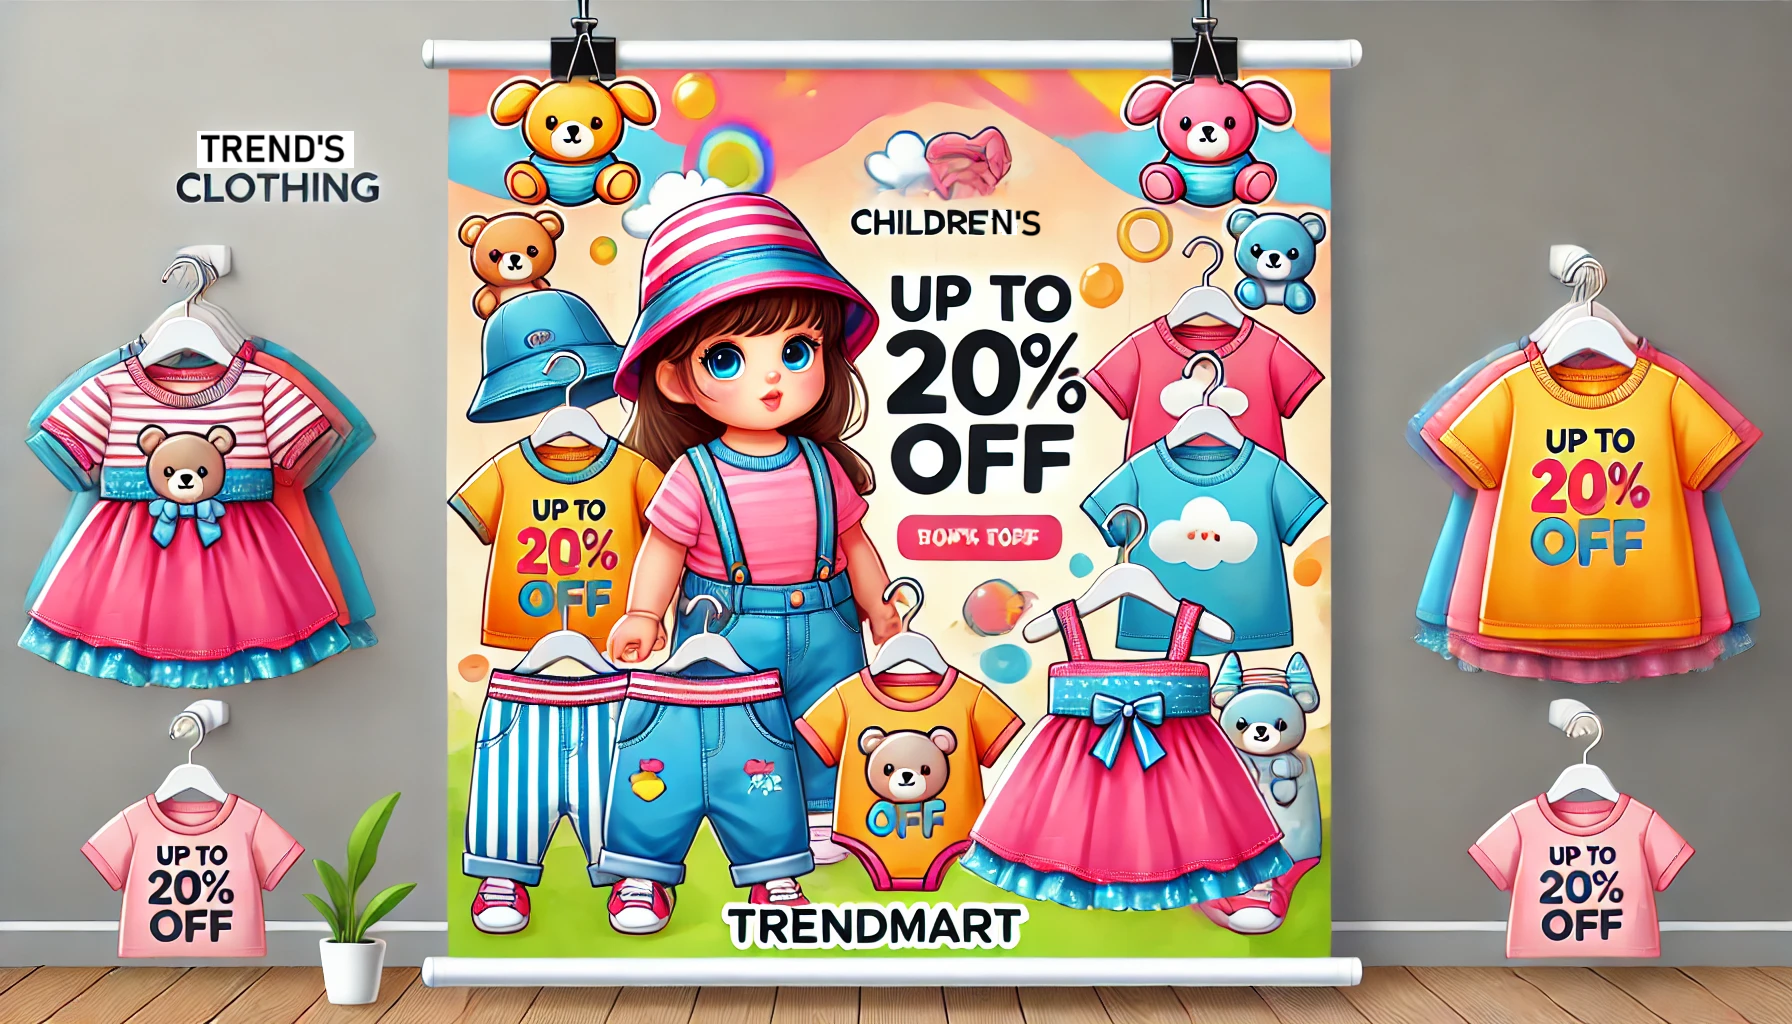 TREND'S
CLOTHING
CHILDREN'S
UP TO
20%
OFF
UP TO
20%
OFF
OFF
TRENDMART
UP TO
20%
OFF
UP TO
20%
OFF
UP TO
20%
OFF